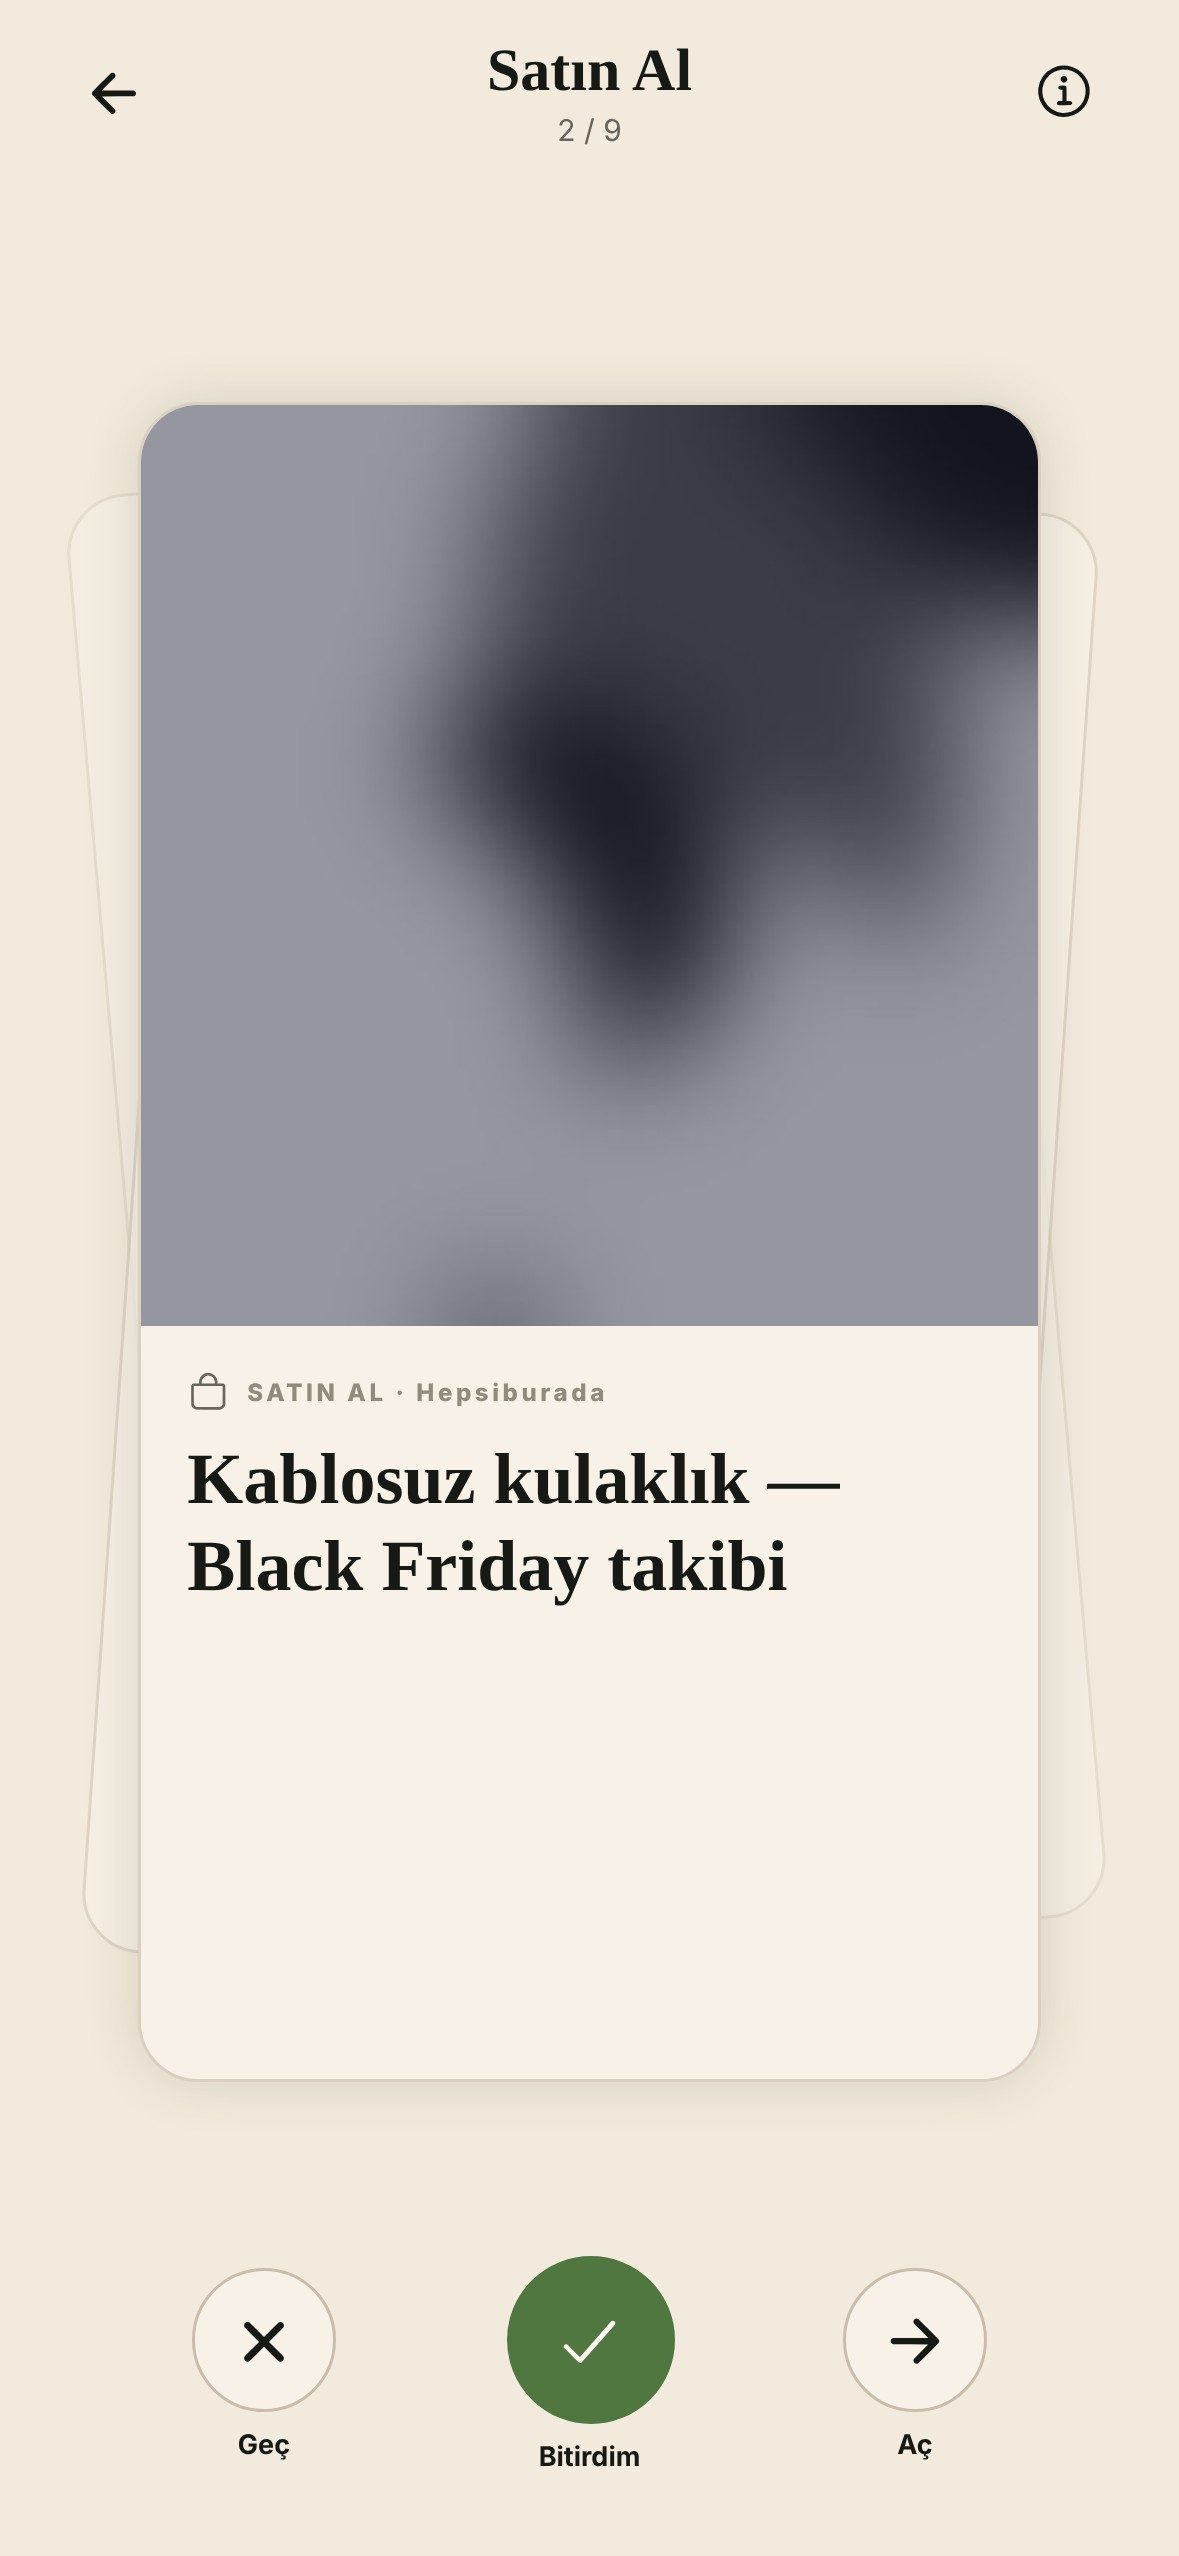 Satın Al
2 / 9
SATIN AL · Hepsiburada
Kablosuz kulaklık —
Black Friday takibi
Geç
Bitirdim
Aç